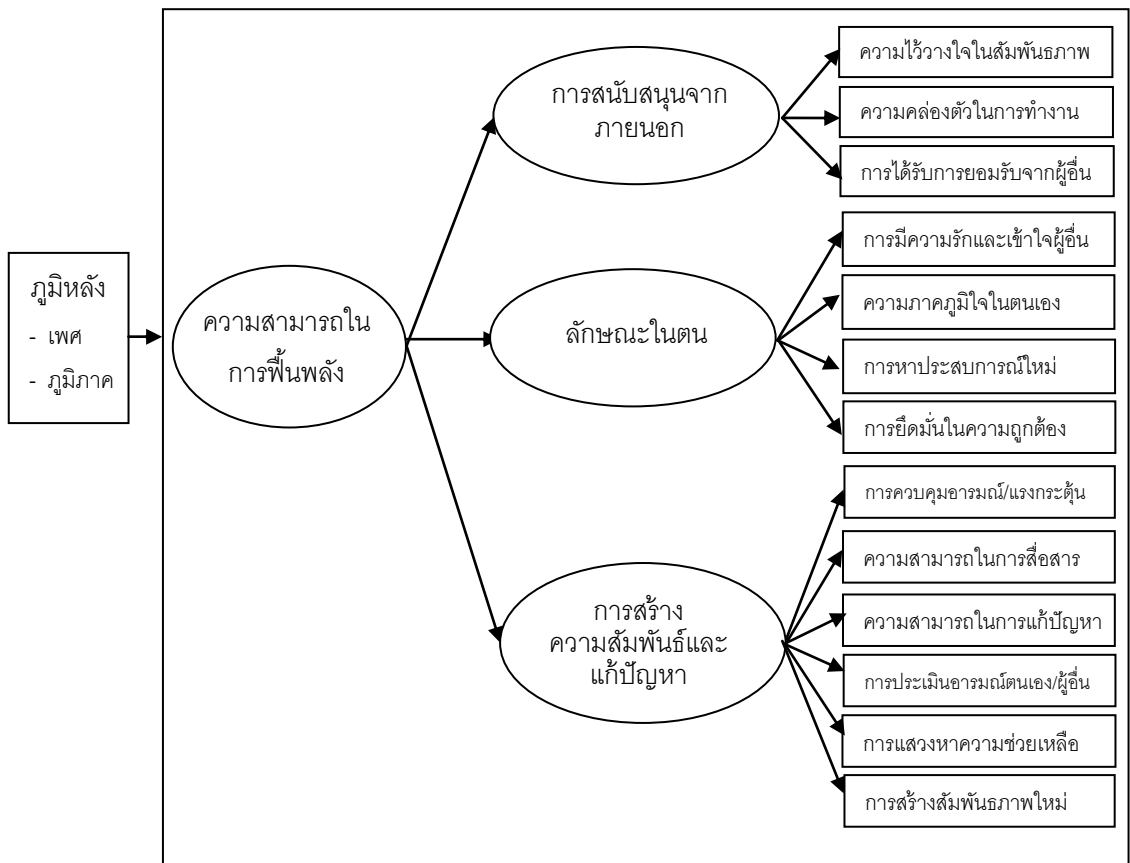 ภูมิหลัง
- เพศ
- ภูมิภาค
ความสามารถใน
การฟื้นพลัง
การสนับสนุนจาก
ภายนอก
ความไว้วางใจในสัมพันธภาพ
ความคล่องตัวในการทำงาน
การได้รับการยอมรับจากผู้อื่น
ลักษณะในตน
การมีความรักและเข้าใจผู้อื่น
ความภาคภูมิใจในตนเอง
การหาประสบการณ์ใหม่
การยึดมั่นในความถูกต้อง
การสร้าง
ความสัมพันธ์และ
แก้ปัญหา
การควบคุมอารมณ์/แรงกระตุ้น
ความสามารถในการสื่อสาร
ความสามารถในการแก้ปัญหา
การประเมินอารมณ์ตนเอง/ผู้อื่น
การแสวงหาความช่วยเหลือ
การสร้างสัมพันธภาพใหม่